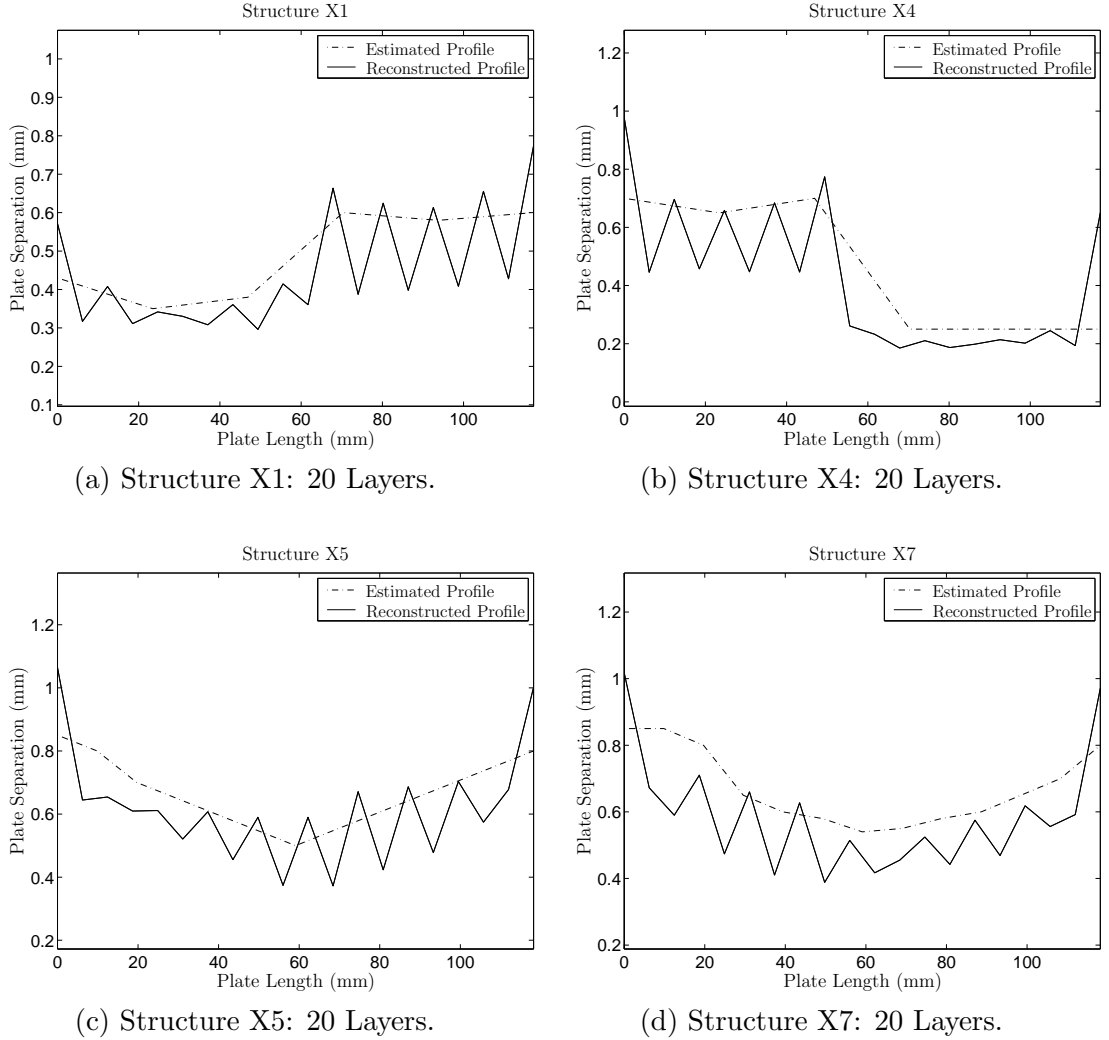 Structure X1
Estimated Profile
Reconstructed Profile
Plate Separation (mm)
1
0.9
0.8
0.7
0.6
0.5
0.4
0.3
0.2
0.1
0 20 40 60 80 100
Plate Length (mm)
(a) Structure X1: 20 Layers.
Structure X4
Estimated Profile
Reconstructed Profile
Plate Separation (mm)
1.2
1
0.8
0.6
0.4
0.2
0
0 20 40 60 80 100
Plate Length (mm)
(b) Structure X4: 20 Layers.
Structure X5
Estimated Profile
Reconstructed Profile
Plate Separation (mm)
1.2
1
0.8
0.6
0.4
0.2
0 20 40 60 80 100
Plate Length (mm)
(c) Structure X5: 20 Layers.
Structure X7
Estimated Profile
Reconstructed Profile
Plate Separation (mm)
1.2
1
0.8
0.6
0.4
0.2
0 20 40 60 80 100
Plate Length (mm)
(d) Structure X7: 20 Layers.